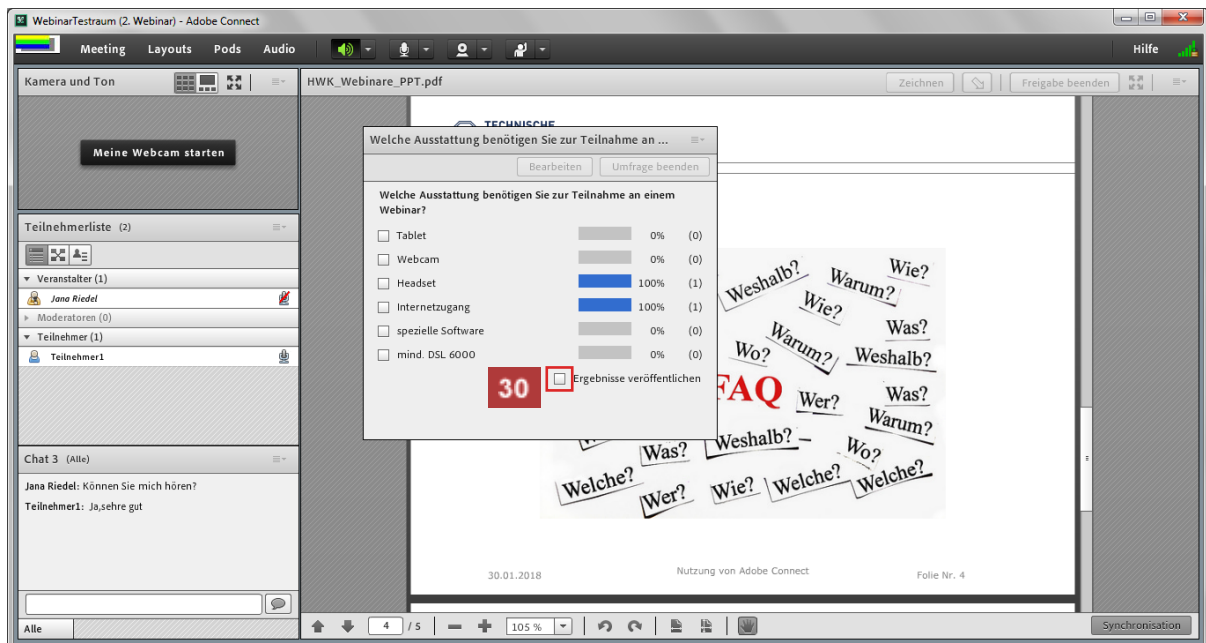 WebinarTestraum (2. Webinar) - Adobe Connect
Meeting Layouts Pods Audio Hilfe
Kamera und Ton
Meine Webcam starten
Teilnehmerliste (2)
Veranstalter (1)
Jana Riedel
Moderatoren (0)
Teilnehmer (1)
Teilnehmer1
Chat 3 (Alle)
Jana Riedel: Können Sie mich hören?
Teilnehmer1: Ja,sehre gut
Alle
HWK_Webinare_PPT.pdf Zeichnen Freigabe beenden
TECHNISCHE
Welche Ausstattung benötigen Sie zur Teilnahme an ...
Bearbeiten Umfrage beenden
Welche Ausstattung benötigen Sie zur Teilnahme an einem
Webinar?
Tablet 0% (0)
Webcam 0% (0)
Headset 100% (1)
Internetzugang 100% (1)
spezielle Software 0% (0)
mind. DSL 6000 0% (0)
30 Ergebnisse veröffentlichen
Weshalb? Warum? Wie?
Wie?
Warum? Was?
Wo? Weshalb?
FAQ Wer? Was?
Warum?
Was? Weshalb? Wo?
Welche? Wer? Wie? Welche? Welche?
30.01.2018 Nutzung von Adobe Connect Folie Nr. 4
4 / 5 105 % Synchronisation